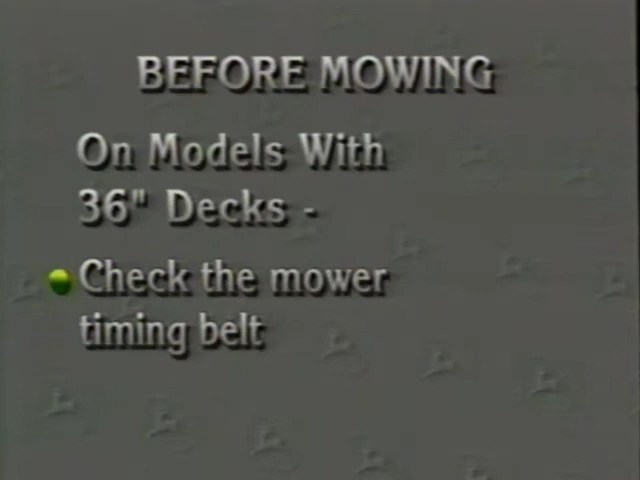 BEFORE MOWING
On Models With
36" Decks -
Check the mower
timing belt